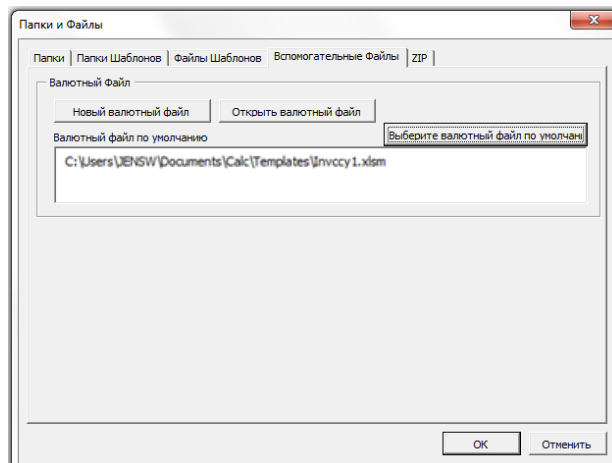 Папки и Файлы
Папки Папки Шаблонов Файлы Шаблонов Вспомогательные Файлы ZIP
Валютный Файл
Новый валютный файл Открыть валютный файл
Валютный файл по умолчанию Выберите валютный файл по умолчани
C:\Users\JENSW\Documents\Calc\Templates\Invccy1.xlsm
OK Отменить